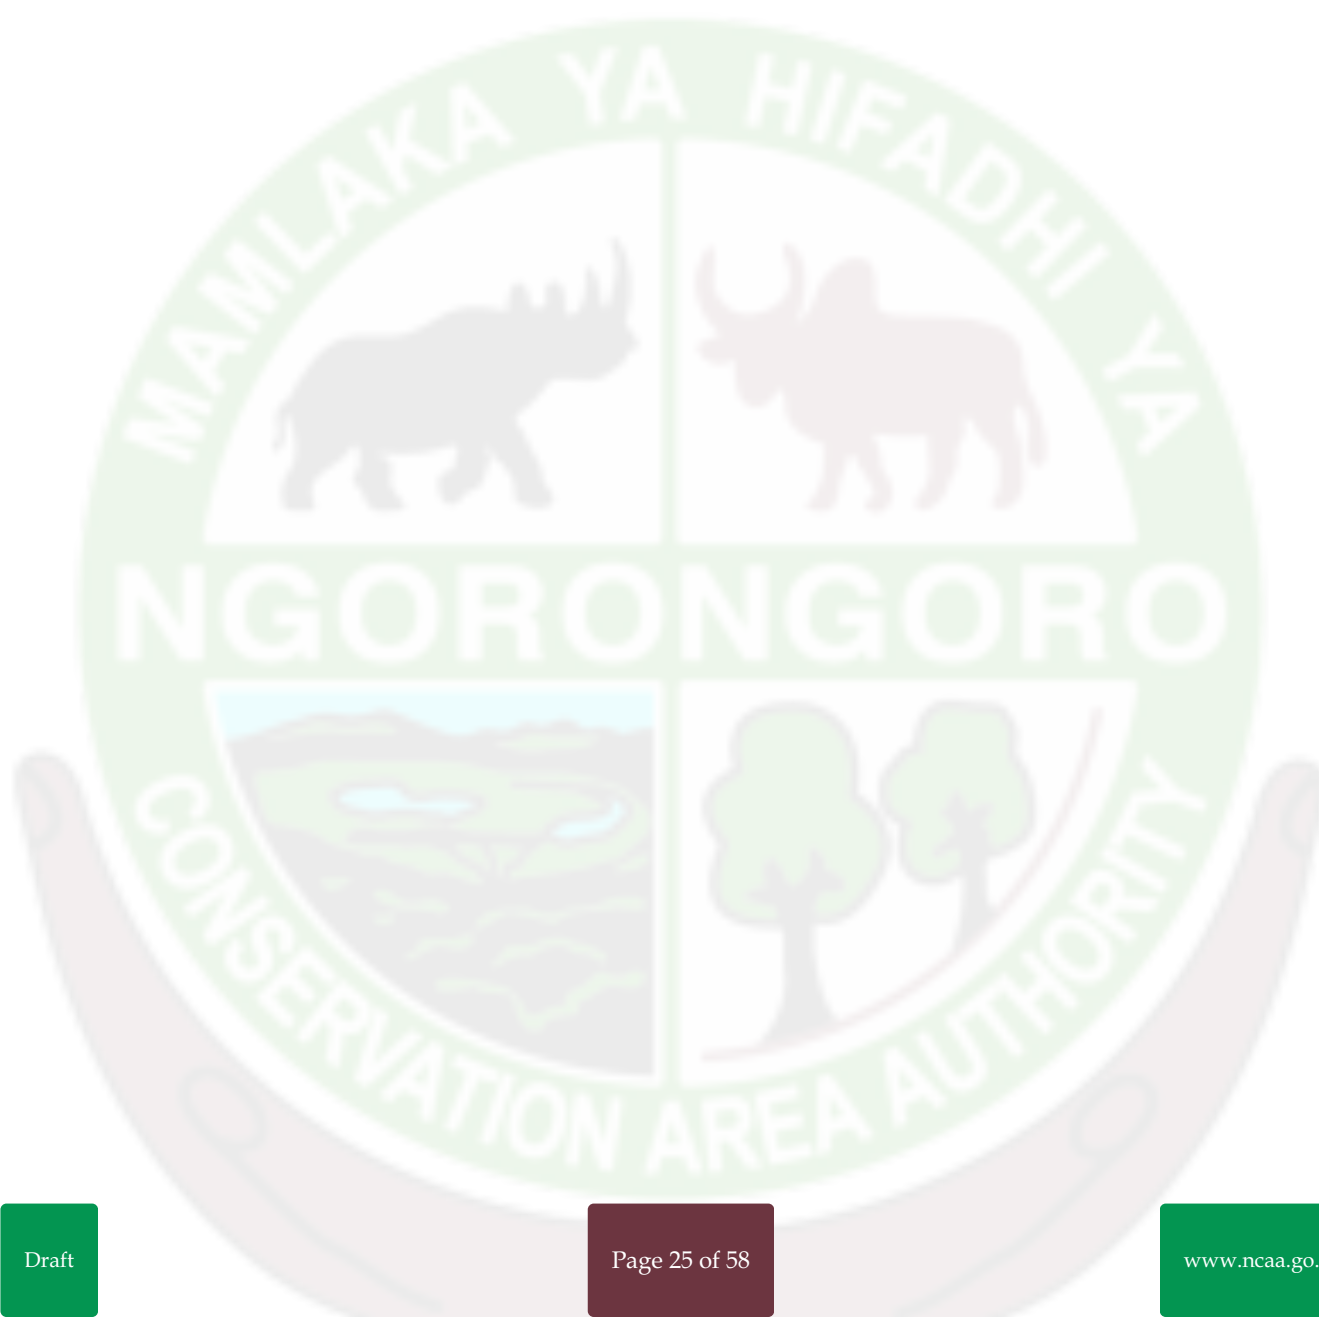 MAMLAKA YA HIFADHI YA
NGORONGORO
CONSERVATION AREA AUTHORITY
Draft
Page 25 of 58
www.ncaa.go.